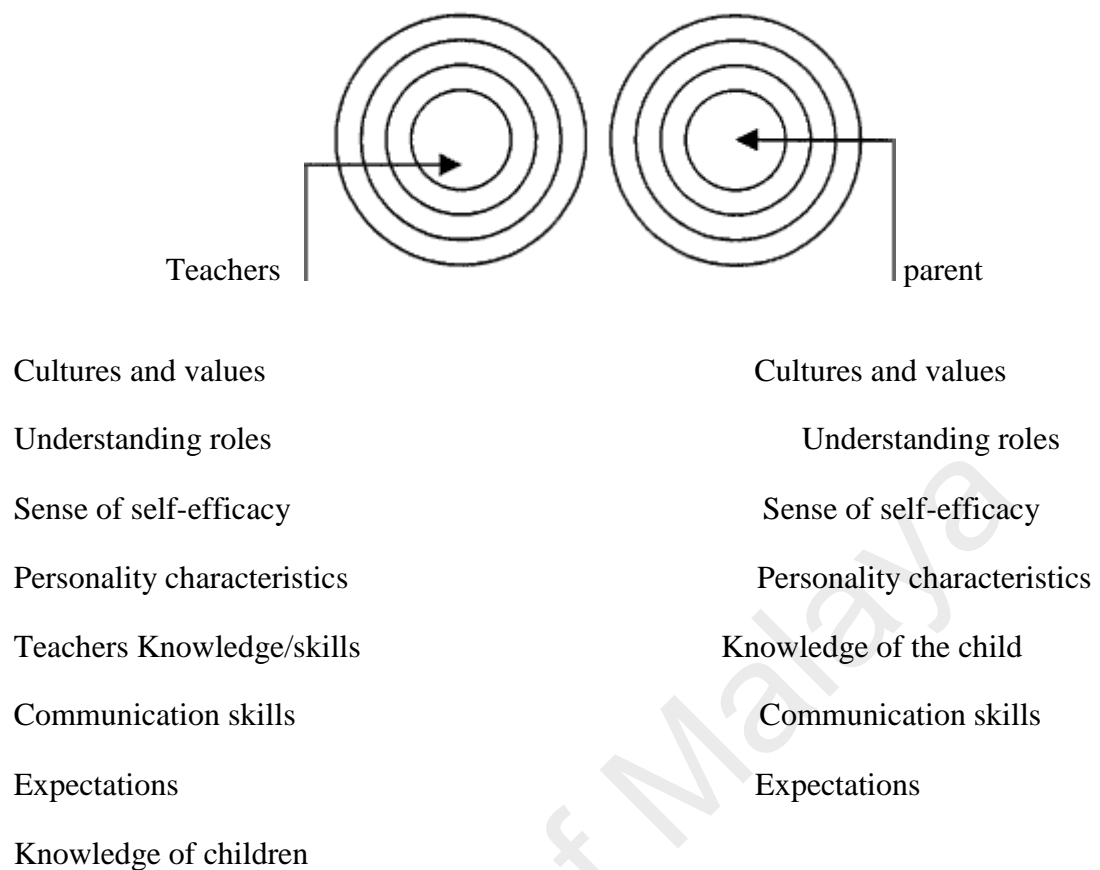 Teachers parent
Cultures and values Cultures and values
Understanding roles Understanding roles
Sense of self-efficacy Sense of self-efficacy
Personality characteristics Personality characteristics
Teachers Knowledge/skills Knowledge of the child
Communication skills Communication skills
Expectations Expectations
Knowledge of children
of Malaya